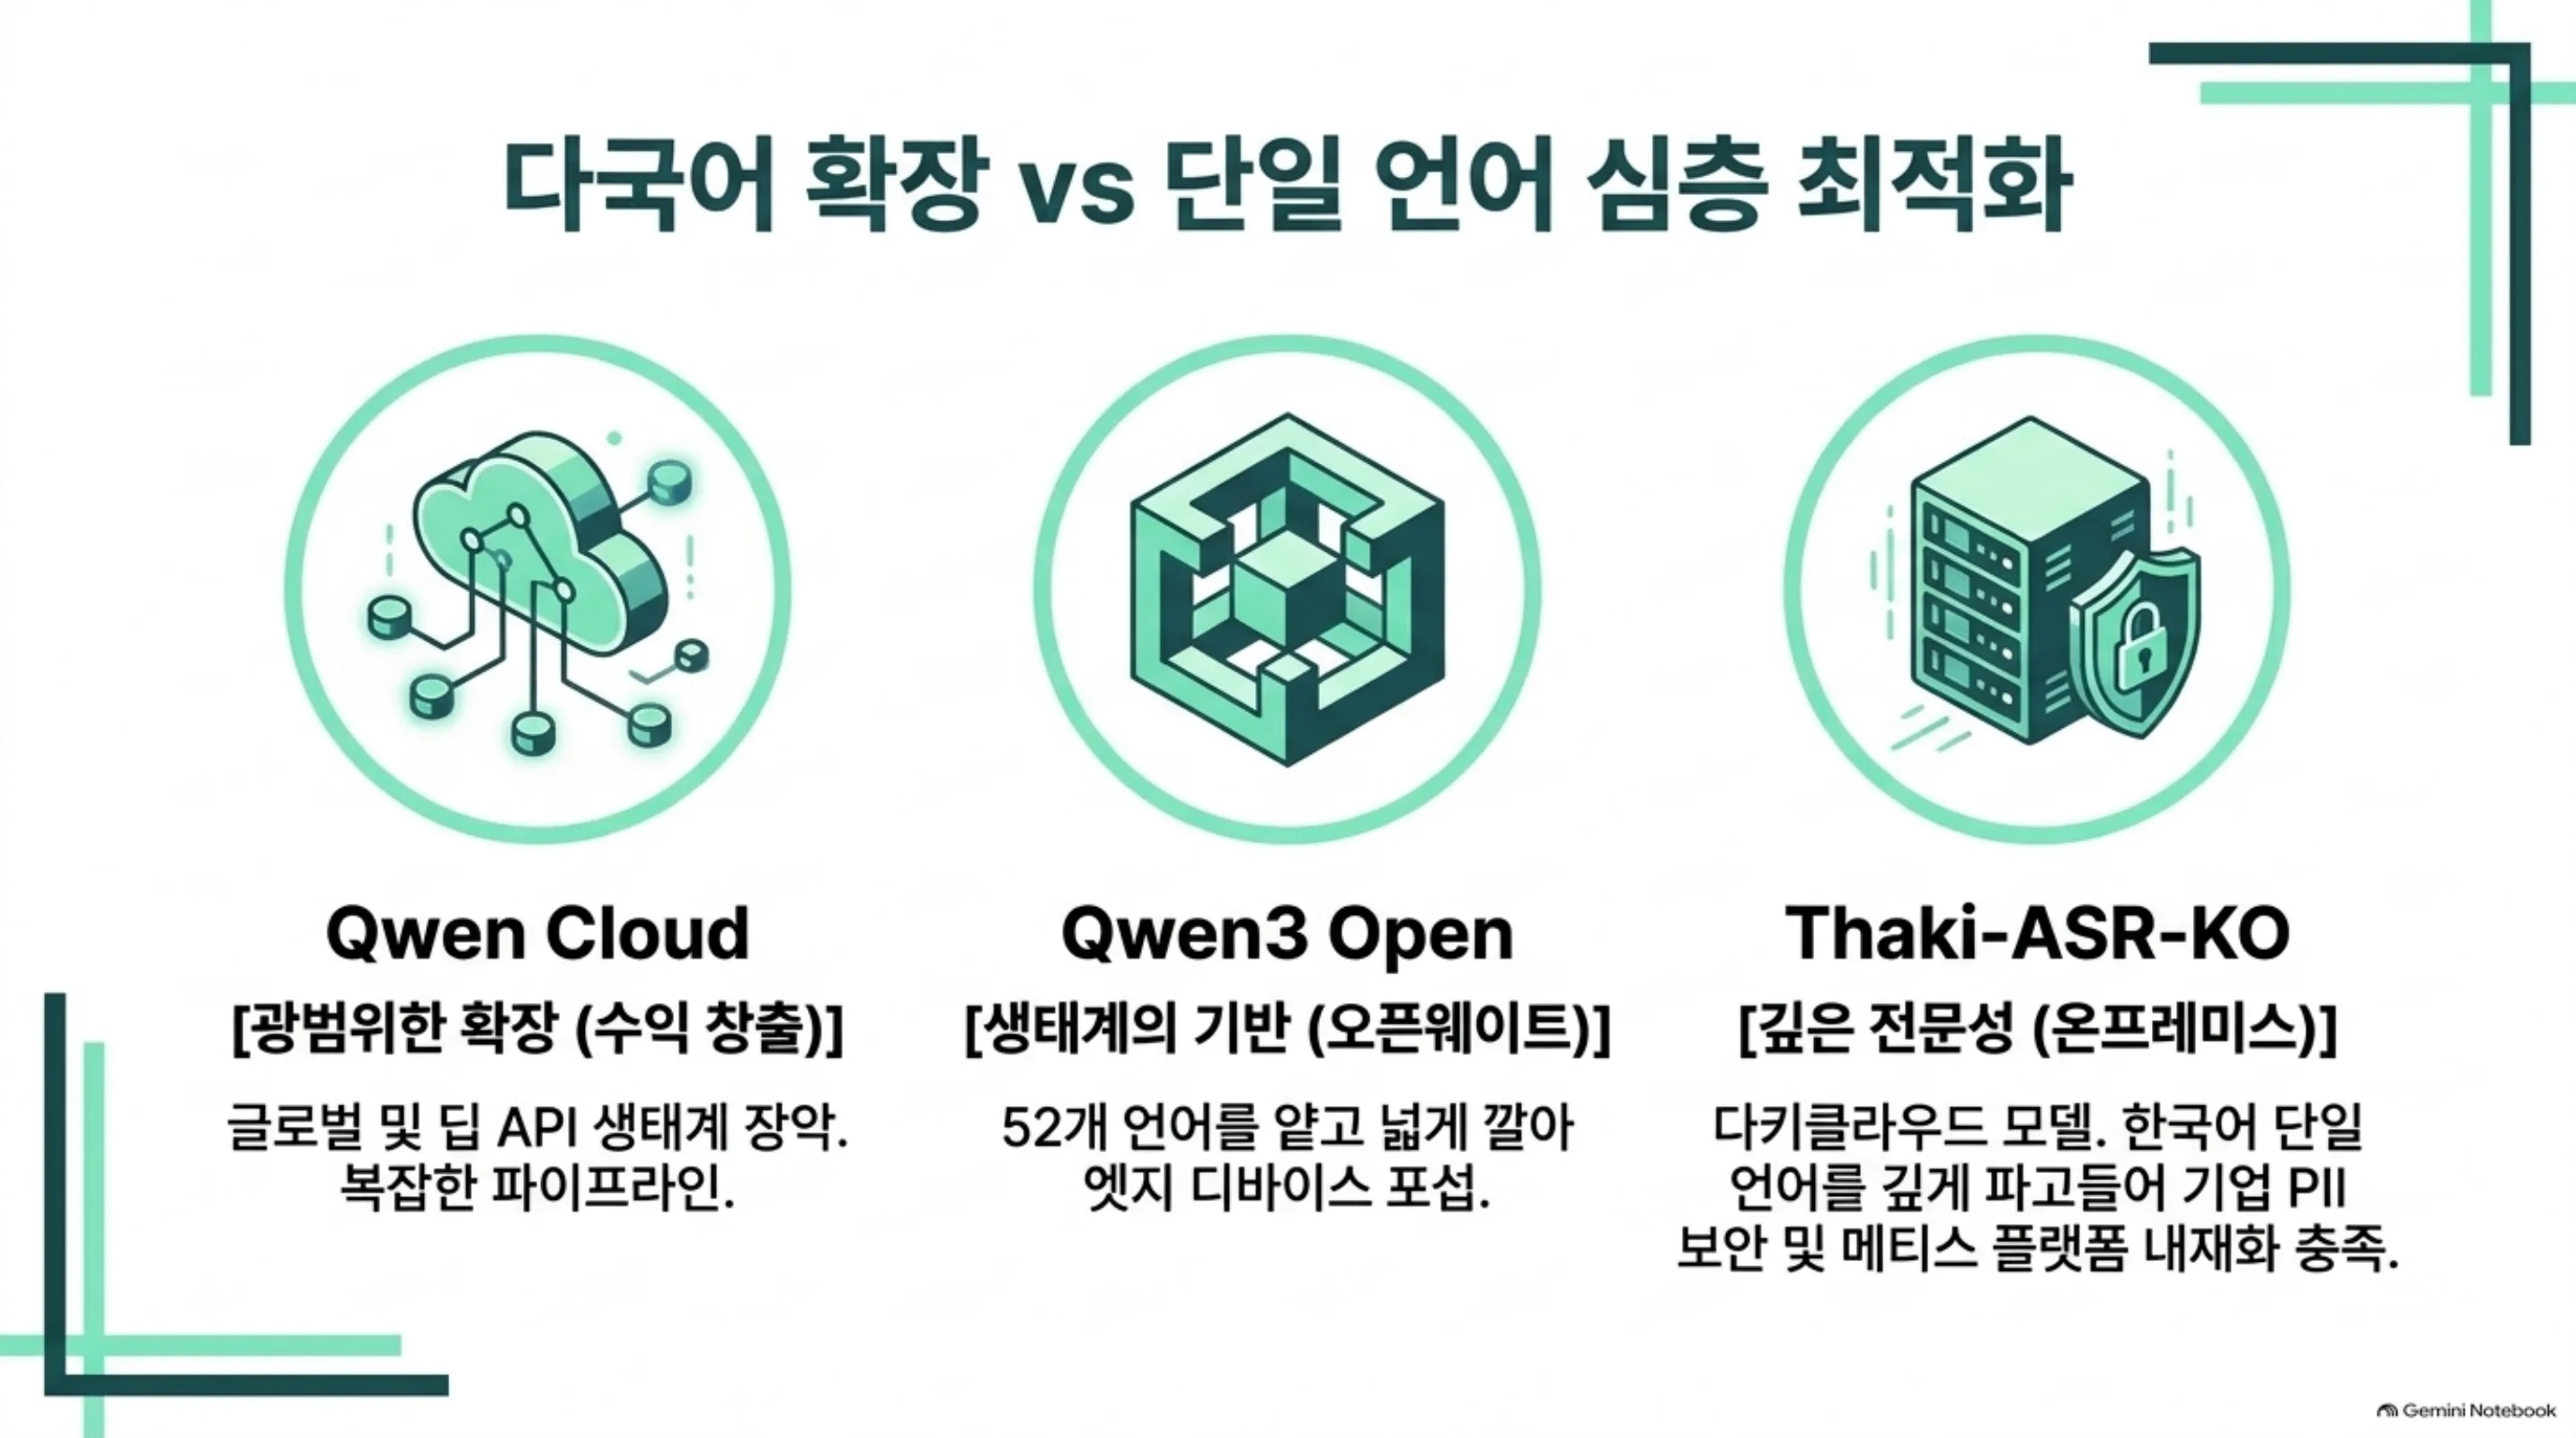 다국어 확장 vs 단일 언어 심층 최적화
Qwen Cloud
[광범위한 확장 (수익 창출)]
글로벌 및 딥 API 생태계 장악.
복잡한 파이프라인.
Qwen3 Open
[생태계의 기반 (오픈웨이트)]
52개 언어를 얕고 넓게 깔아
엣지 디바이스 포섭.
Thaki-ASR-KO
[깊은 전문성 (온프레미스)]
다키클라우드 모델. 한국어 단일
언어를 깊게 파고들어 기업 PII
보안 및 메티스 플랫폼 내재화 충족.
Gemini Notebook